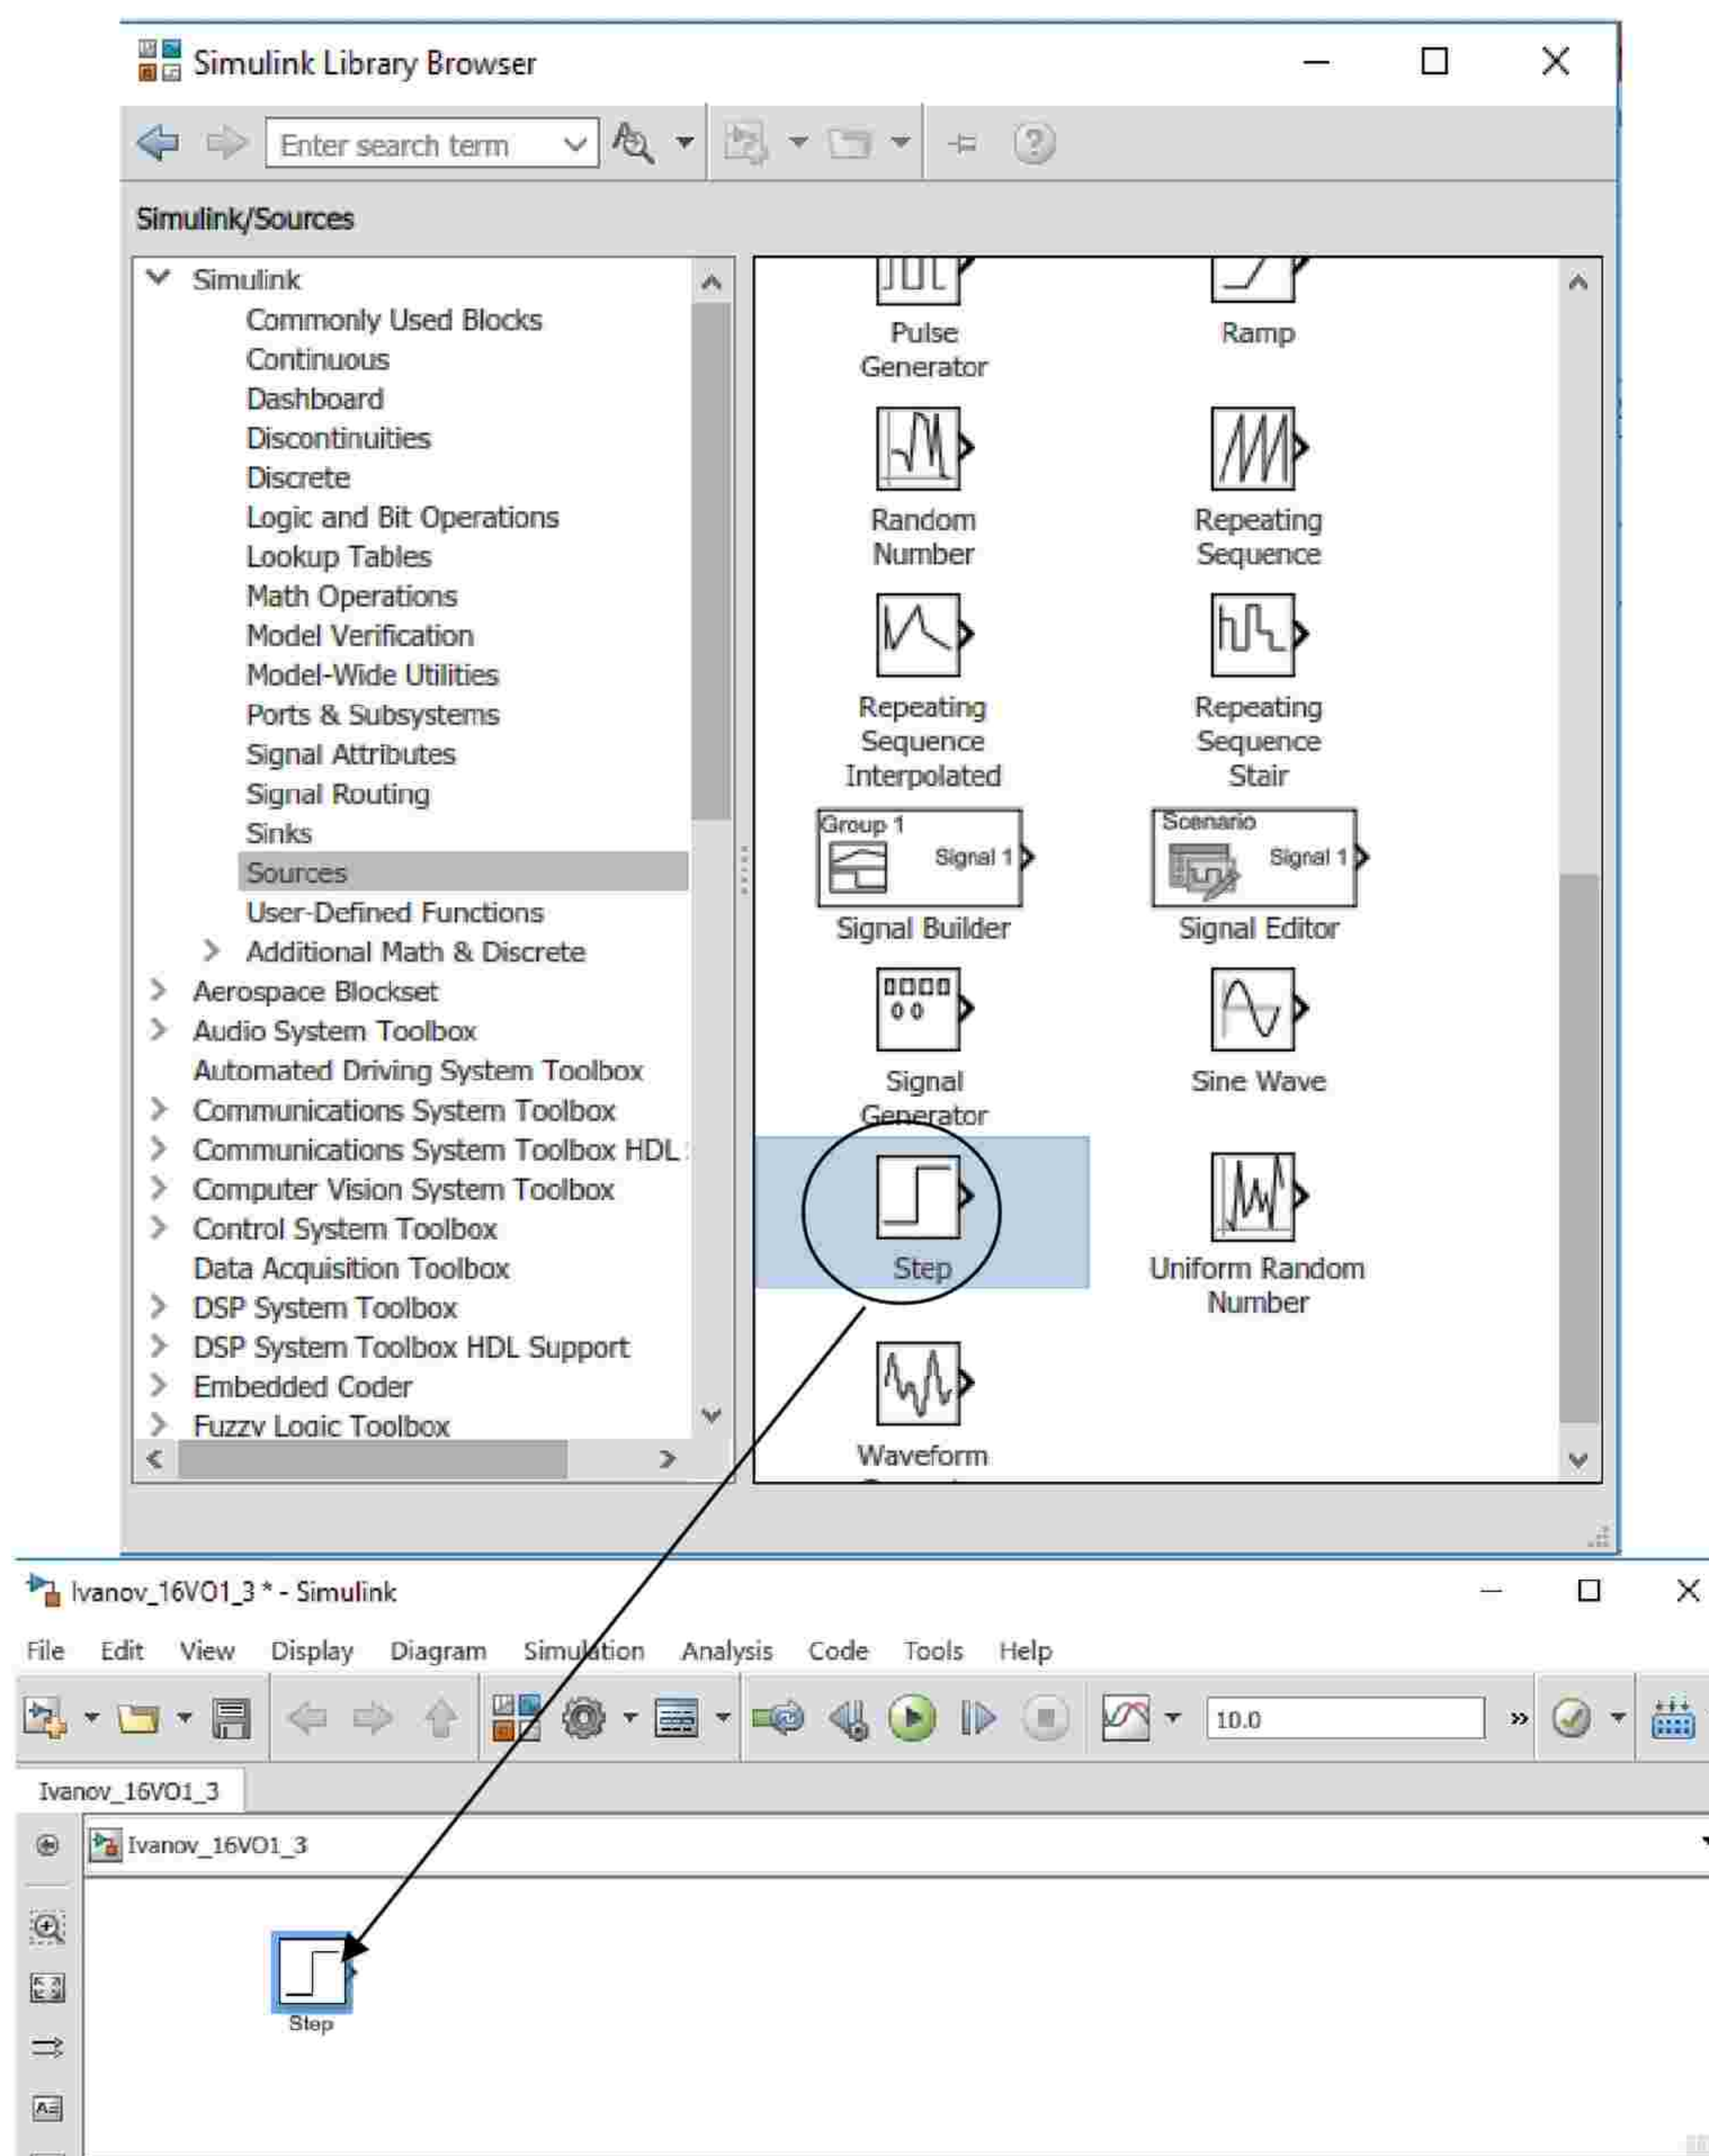 Simulink Library Browser
Enter search term
Simulink/Sources
Simulink
Commonly Used Blocks
Continuous
Dashboard
Discontinuities
Discrete
Logic and Bit Operations
Lookup Tables
Math Operations
Model Verification
Model-Wide Utilities
Ports & Subsystems
Signal Attributes
Signal Routing
Sinks
Sources
User-Defined Functions
Additional Math & Discrete
Aerospace Blockset
Audio System Toolbox
Automated Driving System Toolbox
Communications System Toolbox
Communications System Toolbox HDL
Computer Vision System Toolbox
Control System Toolbox
Data Acquisition Toolbox
DSP System Toolbox
DSP System Toolbox HDL Support
Embedded Coder
Fuzzy Logic Toolbox
Pulse
Generator
Ramp
Random
Number
Repeating
Sequence
Repeating
Sequence
Interpolated
Repeating
Sequence
Stair
Group 1
Signal 1
Signal Builder
Scenario
Signal 1
Signal Editor
Signal
Generator
Sine Wave
Step
Uniform Random
Number
Waveform
Ivanov_16VO1_3 * - Simulink
File Edit View Display Diagram Simulation Analysis Code Tools Help
10.0
Ivanov_16VO1_3
Ivanov_16VO1_3
Step